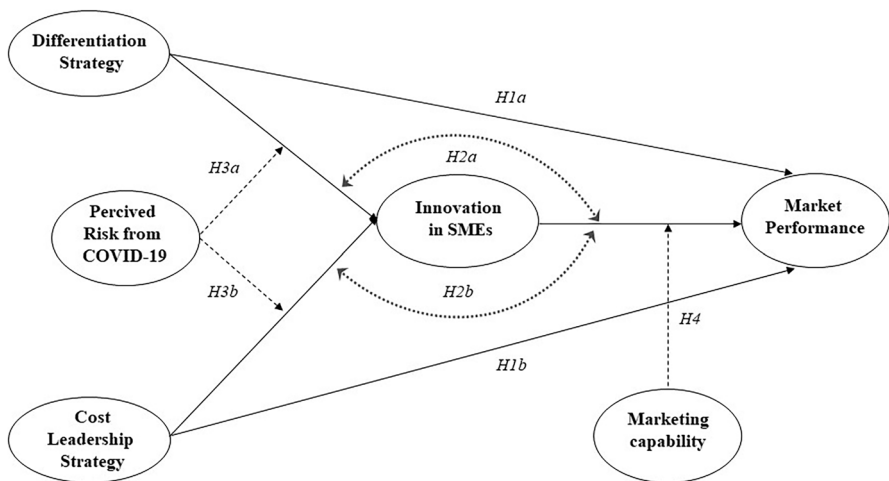 Differentiation
Strategy
H1a
H2a
H3a
Percived
Risk from
COVID-19
Innovation
in SMEs
Market
Performance
H3b
H2b
H4
H1b
Cost
Leadership
Strategy
Marketing
capability